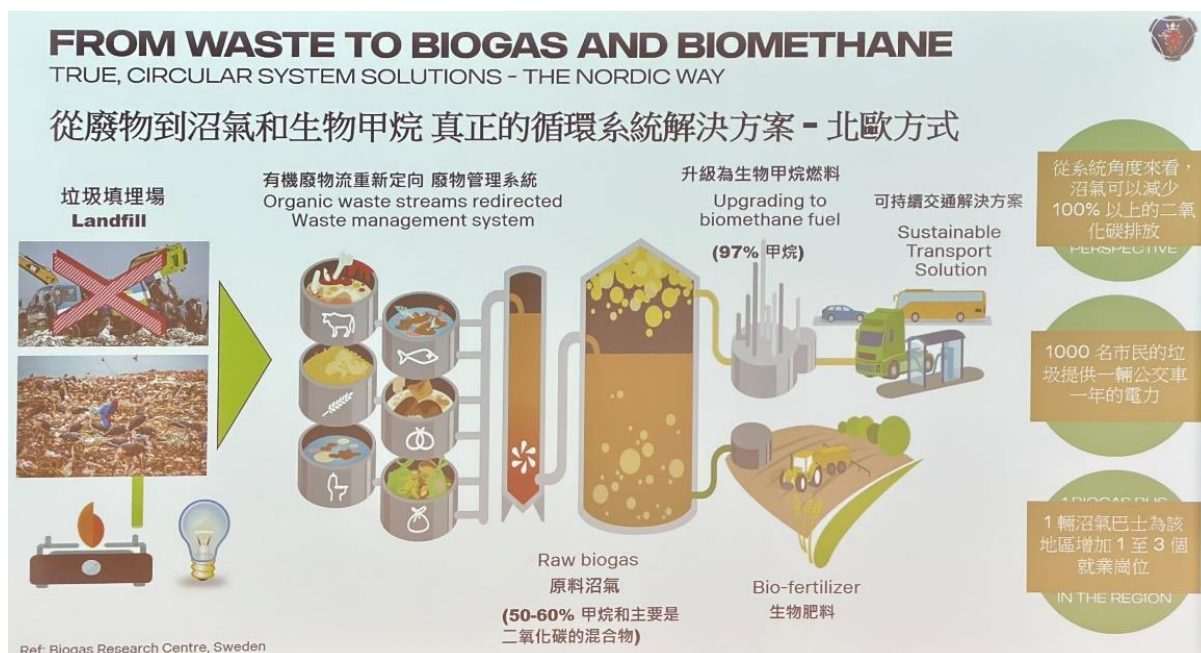 FROM WASTE TO BIOGAS AND BIOMETHANE
TRUE, CIRCULAR SYSTEM SOLUTIONS - THE NORDIC WAY
從廢物到沼氣和生物甲烷 真正的循環系統解決方案 - 北歐方式
垃圾填埋場
Landfill
有機廢物流重新定向 廢物管理系統
Organic waste streams redirected
Waste management system
升級為生物甲烷燃料
Upgrading to
biomethane fuel
(97% 甲烷)
可持續交通解決方案
Sustainable
Transport
Solution
Raw biogas
原料沼氣
(50-60% 甲烷和主要是
二氧化碳的混合物)
Bio-fertilizer
生物肥料
從系統角度來看，
沼氣可以減少
100% 以上的二氧
化碳排放
PERSPECTIVE
1000 名市民的垃
圾提供一輛公交車
一年的電力
1 BIOGAS BUS
1 輛沼氣巴士為該
地區增加 1 至 3 個
就業崗位
IN THE REGION
Ref: Biogas Research Centre, Sweden